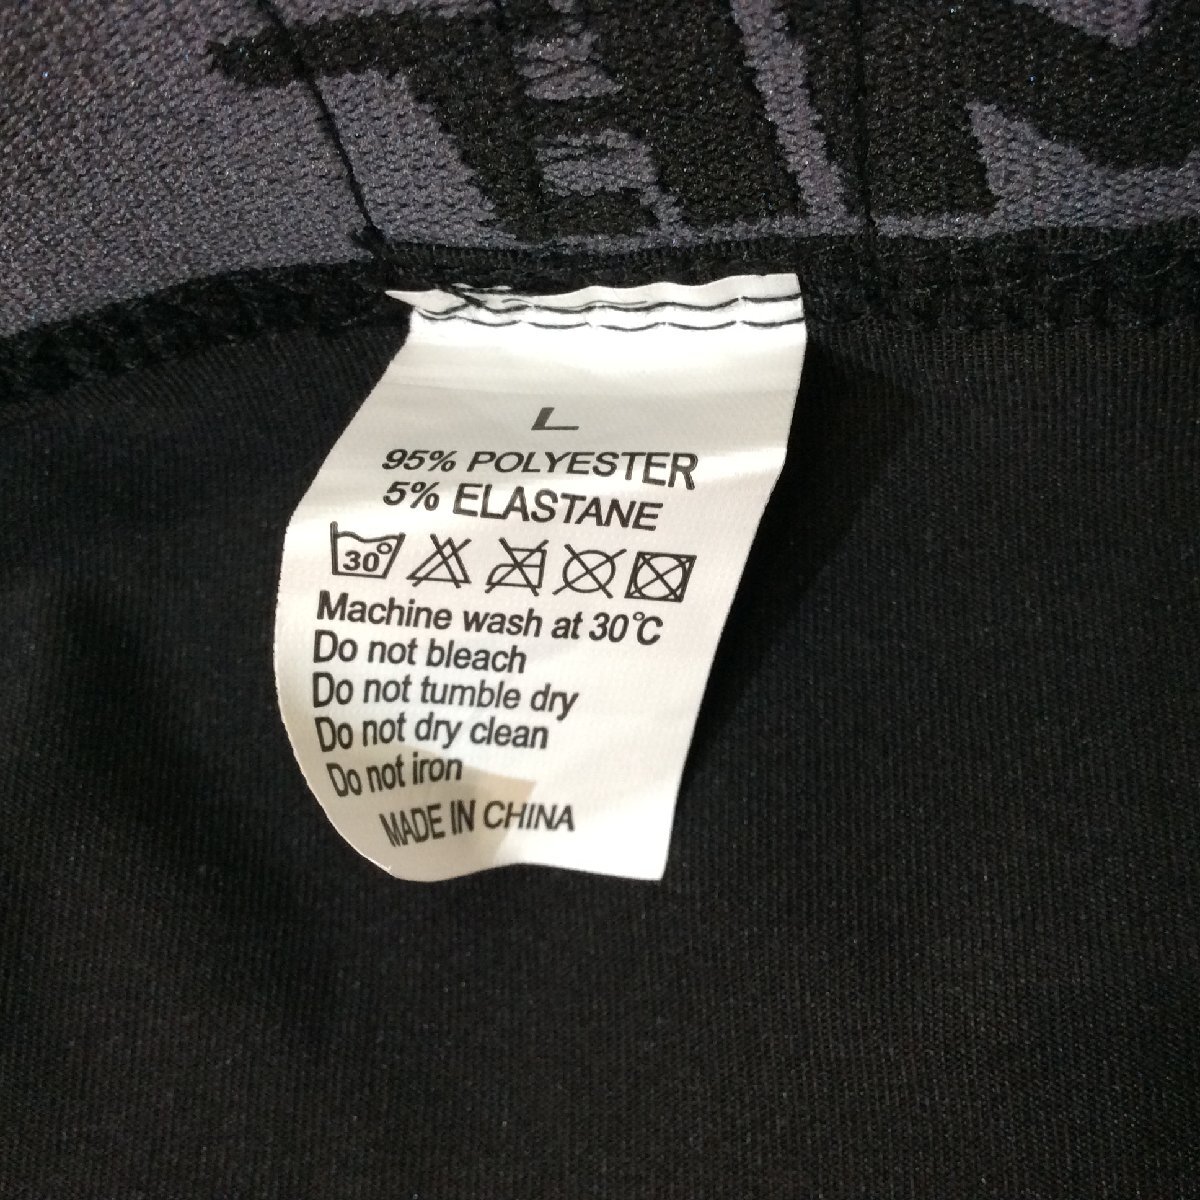 L
95% POLYESTER
5% ELASTANE
30°
Machine wash at 30°C
Do not bleach
Do not tumble dry
Do not dry clean
Do not iron
MADE IN CHINA